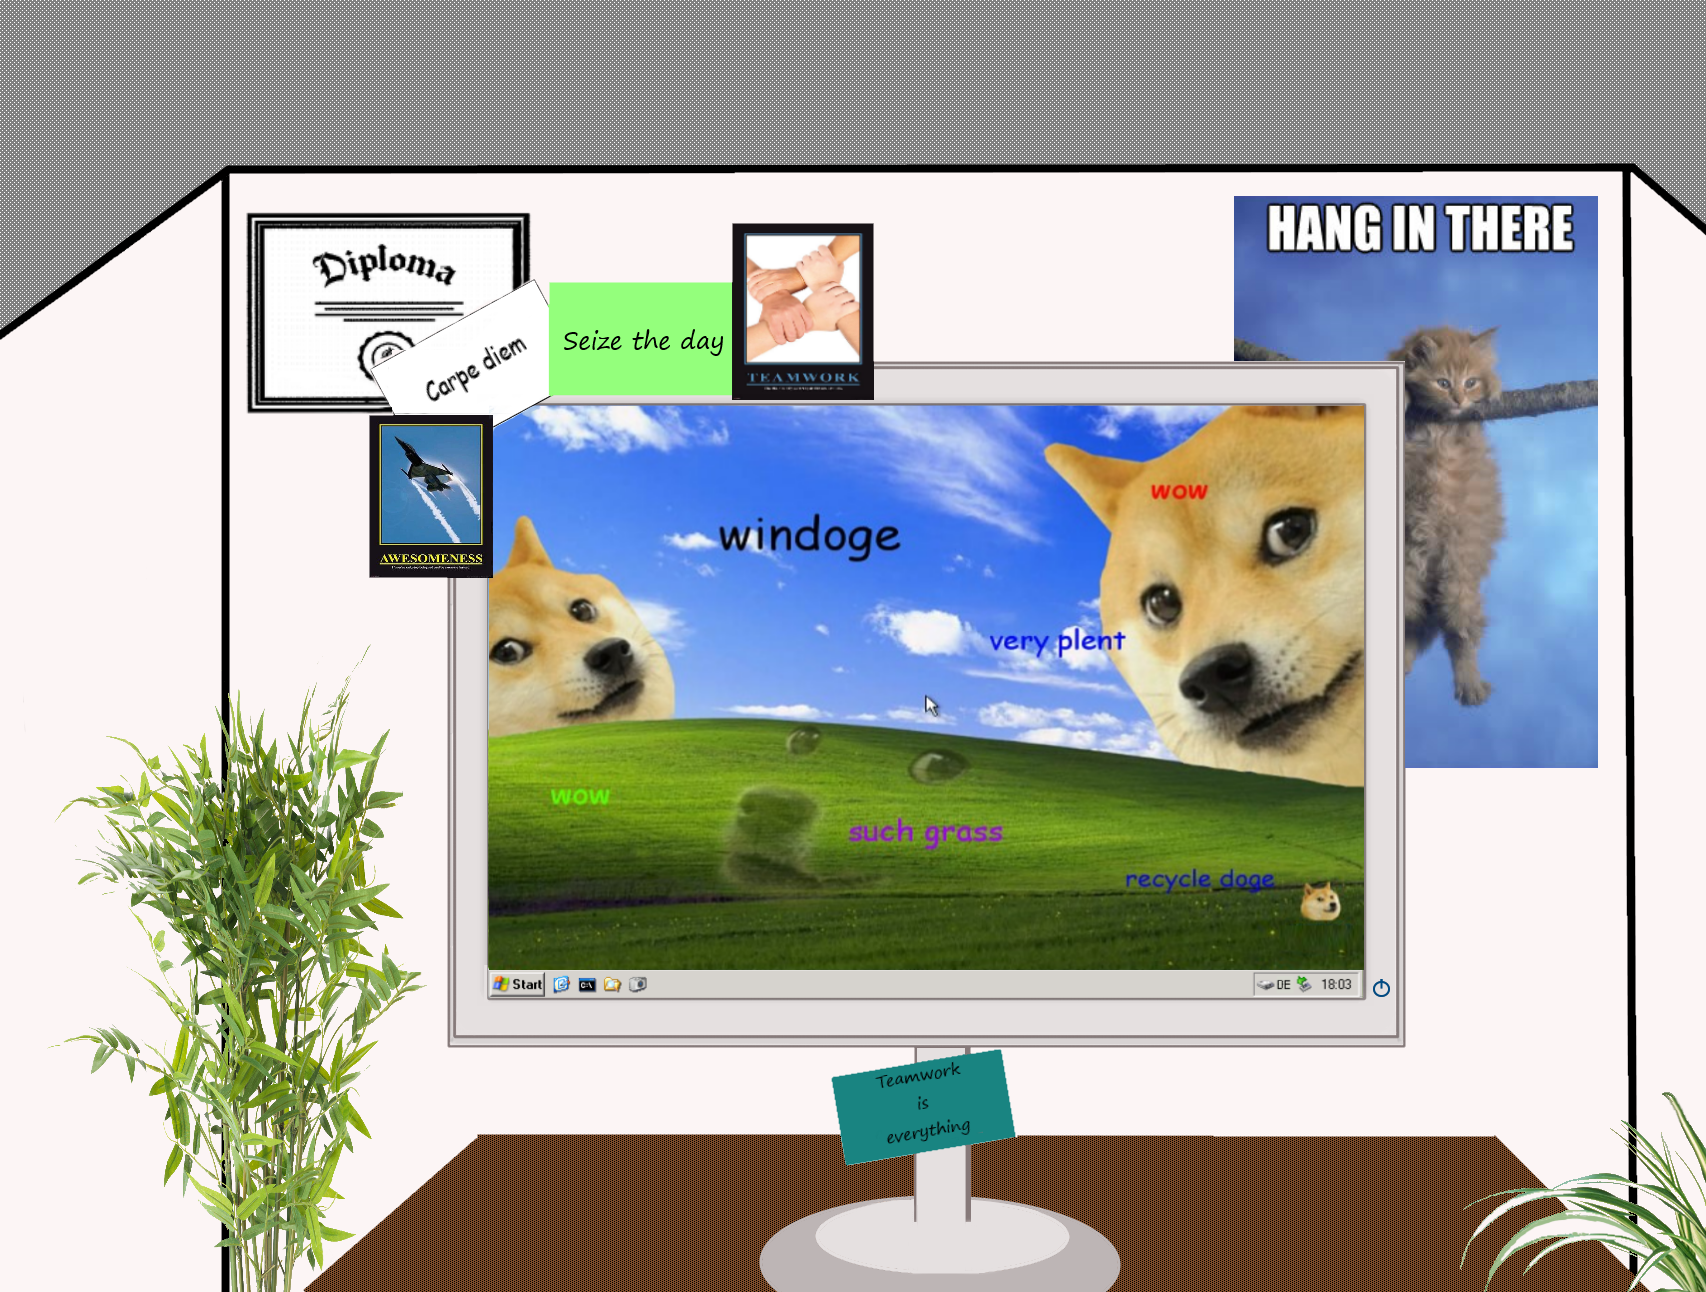 HANG IN THERE
Diploma
Carpe diem
Seize the day
TEAMWORK
AWESOMENESS
wow
windoge
very plent
wow
such grass
recycle doge
Start
C:\
DE
18:03
Teamwork
is
everything